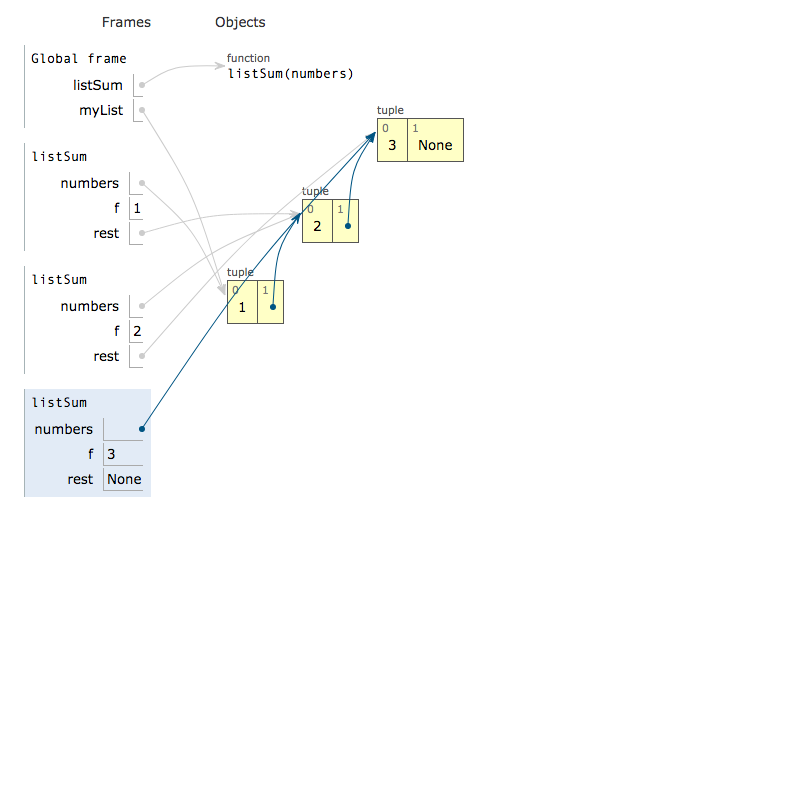 Frames Objects
Global frame
listSum
myList
function
listSum(numbers)
listSum
numbers
f 1
rest
listSum
numbers
f 2
rest
listSum
numbers
f 3
rest None
tuple
0 1
3 None
tuple
0 1
2
tuple
0 1
1